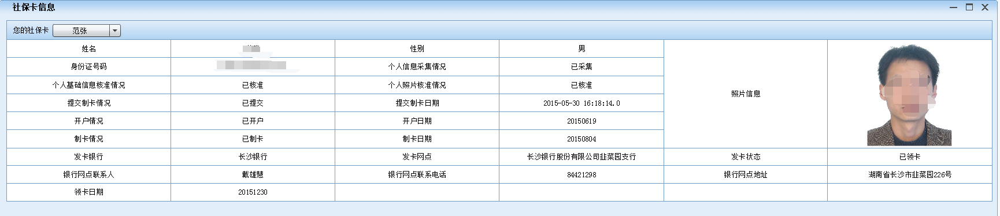 社保卡信息
您的社保卡 范张
姓名 性别 男
身份证号码 个人信息采集情况 已采集
个人基础信息核准情况 已核准 个人照片核准情况 已核准 照片信息
提交制卡情况 已提交 提交制卡日期 2015-05-30 16:18:14.0
开户情况 已开户 开户日期 20150619
制卡情况 已制卡 制卡日期 20150804
发卡银行 长沙银行 发卡网点 长沙银行股份有限公司韭菜园支行 发卡状态 已领卡
银行网点联系人 戴雄慧 银行网点联系电话 84421298 银行网点地址 湖南省长沙市韭菜园226号
领卡日期 20151230